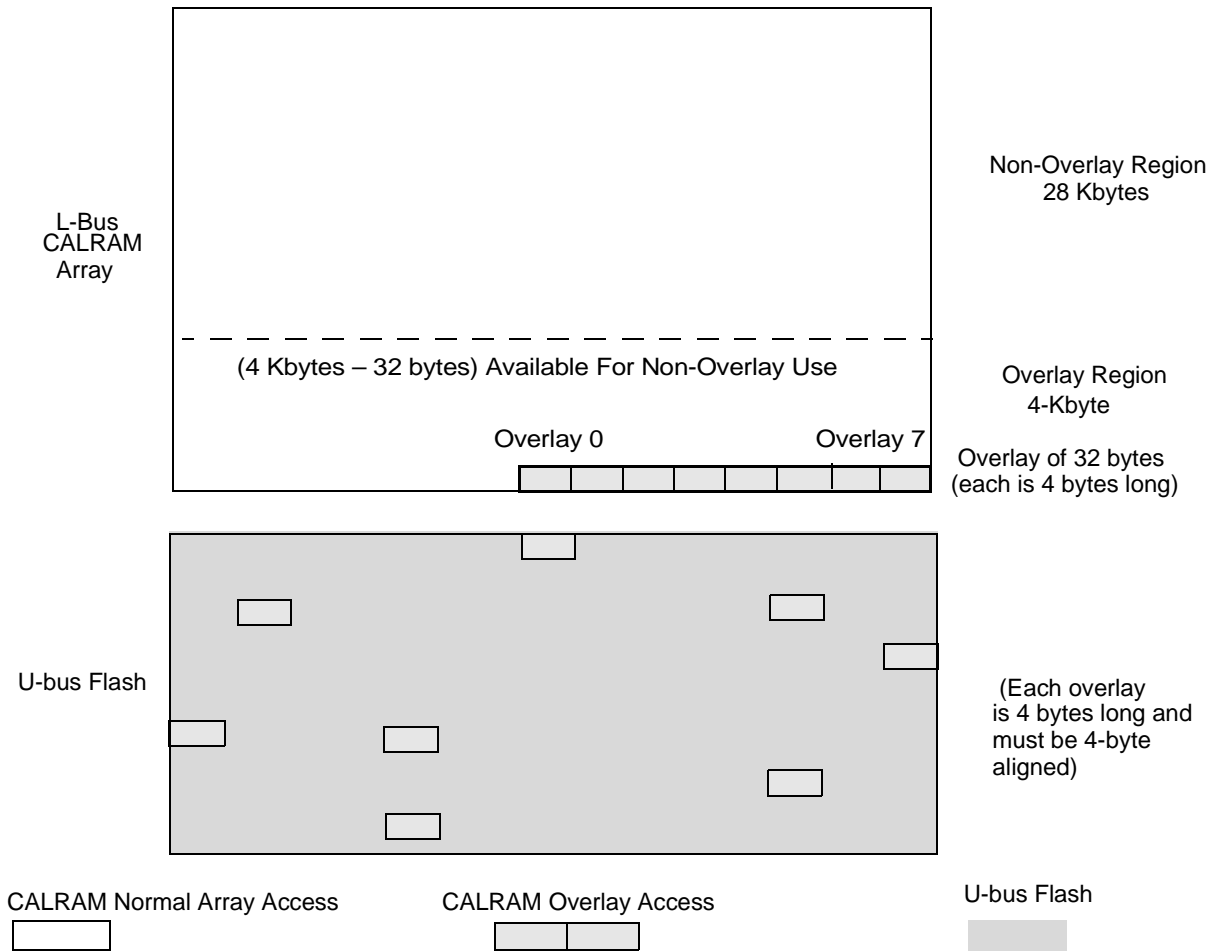 Non-Overlay Region
28 Kbytes
L-Bus
CALRAM
Array
(4 Kbytes – 32 bytes) Available For Non-Overlay Use
Overlay Region
4-Kbyte
Overlay 0
Overlay 7
Overlay of 32 bytes
(each is 4 bytes long)
U-bus Flash
(Each overlay
is 4 bytes long and
must be 4-byte
aligned)
CALRAM Normal Array Access
CALRAM Overlay Access
U-bus Flash